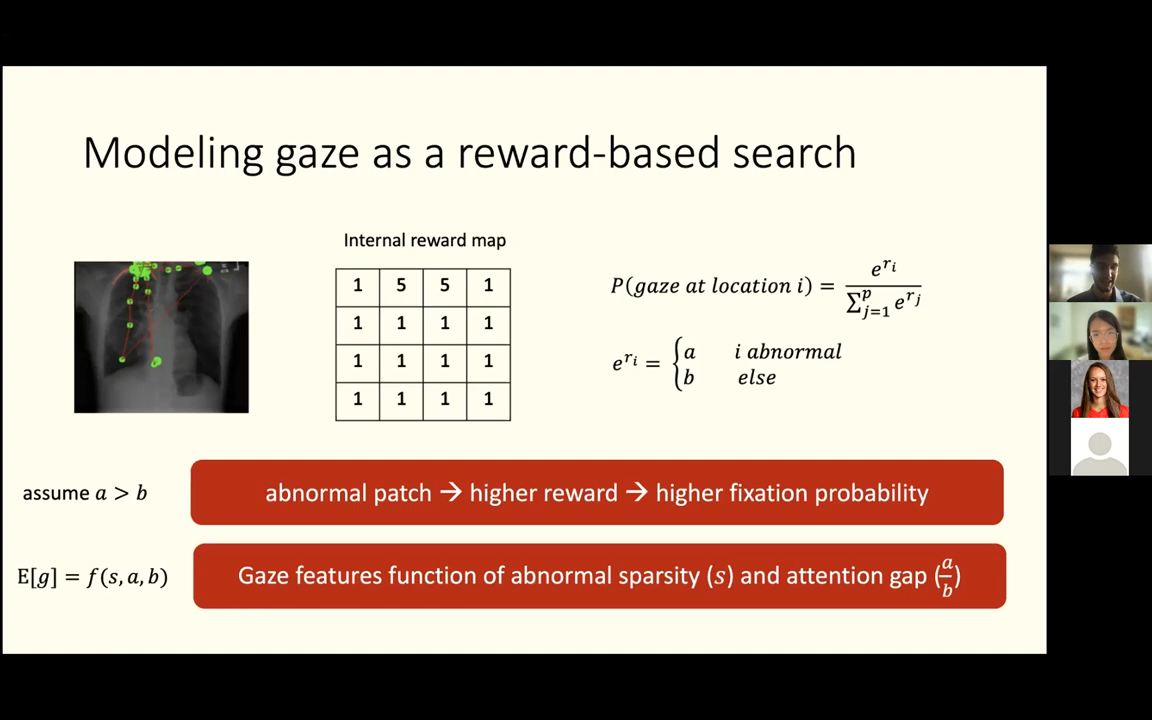 Modeling gaze as a reward-based search
Internal reward map
1 5 5 1
1 1 1 1
1 1 1 1
1 1 1 1
P(gaze at location i) = e^{r_i} / ∑_{j=1}^{p} e^{r_j}
e^{r_i} = { a i abnormal
b else
assume a > b
abnormal patch → higher reward → higher fixation probability
E[g] = f(s, a, b)
Gaze features function of abnormal sparsity (s) and attention gap (a/b)